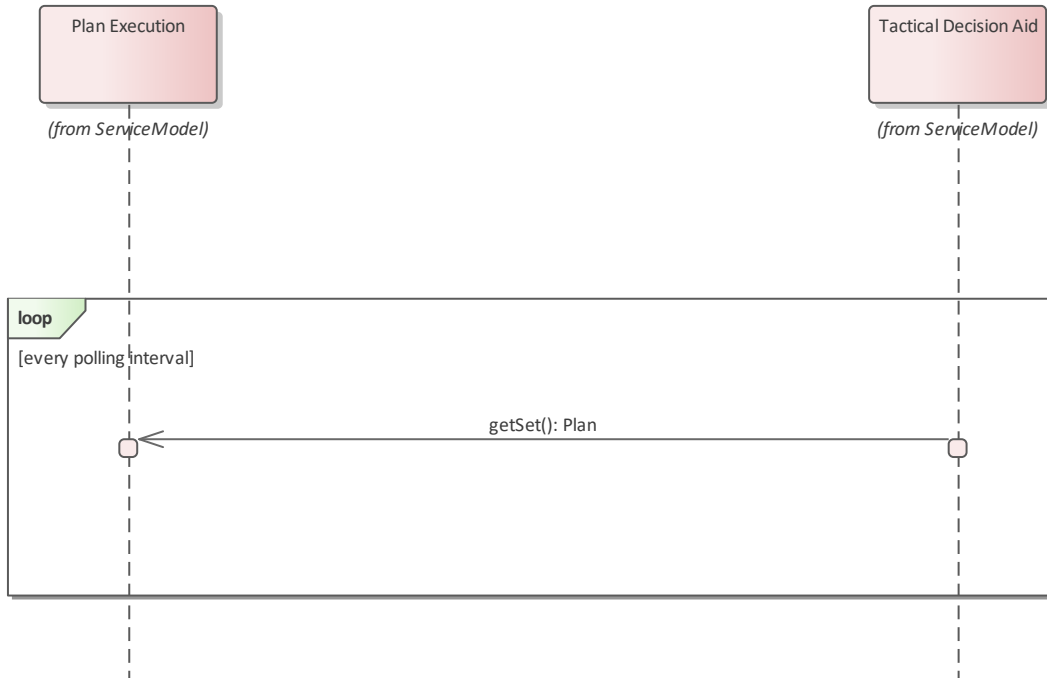 Plan Execution
Tactical Decision Aid
(from ServiceModel)
(from ServiceModel)
loop
[every polling interval]
getSet(): Plan